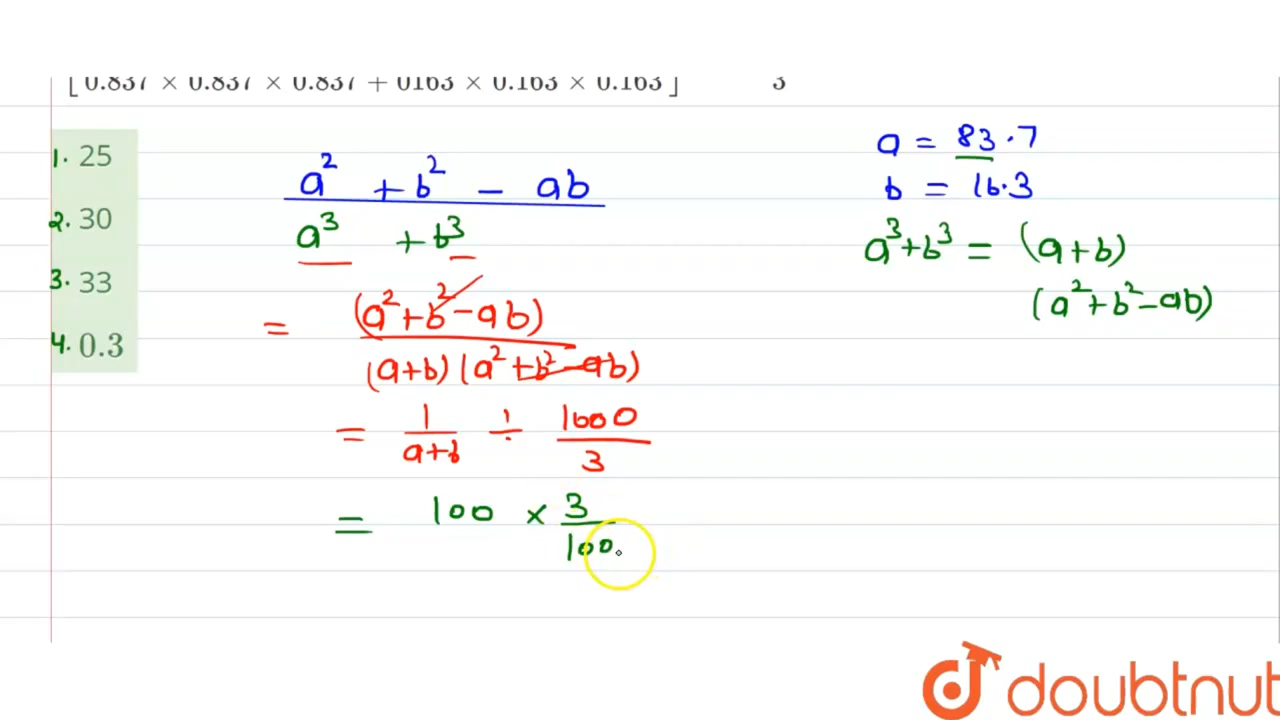 [ 0.837 × 0.837 × 0.837 + 0163 × 0.163 × 0.163 ] 3
1. 25
2. 30
3. 33
4. 0.3
a² + b² - ab
a³ + b³
= (a² + b² - ab)
(a+b) (a² + b² - ab)
= 1 ÷ 1000
a+b 3
= 100 × 3
100
a = 83.7
b = 16.3
a³ + b³ = (a + b)
(a² + b² - ab)
doubtnut